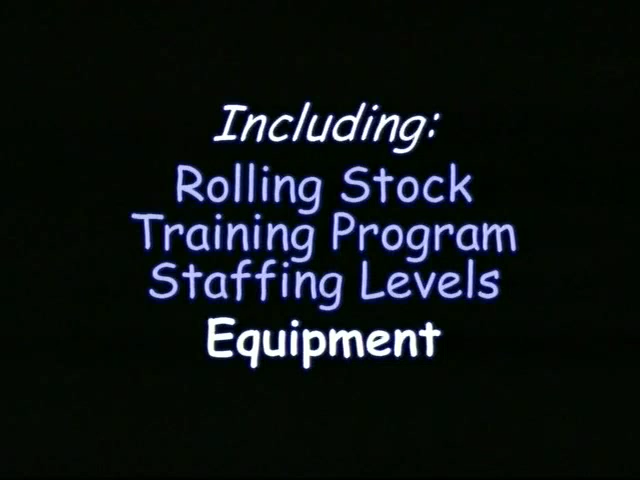 Including:
Rolling Stock
Training Program
Staffing Levels
Equipment